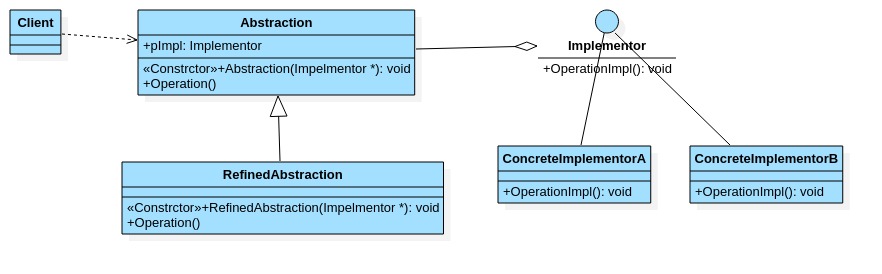 Client
Abstraction
+pImpl: Implementor
«Constrctor»+Abstraction(Impelmentor *): void
+Operation()
Implementor
+OperationImpl(): void
RefinedAbstraction
«Constrctor»+RefinedAbstraction(Impelmentor *): void
+Operation()
ConcreteImplementorA
+OperationImpl(): void
ConcreteImplementorB
+OperationImpl(): void